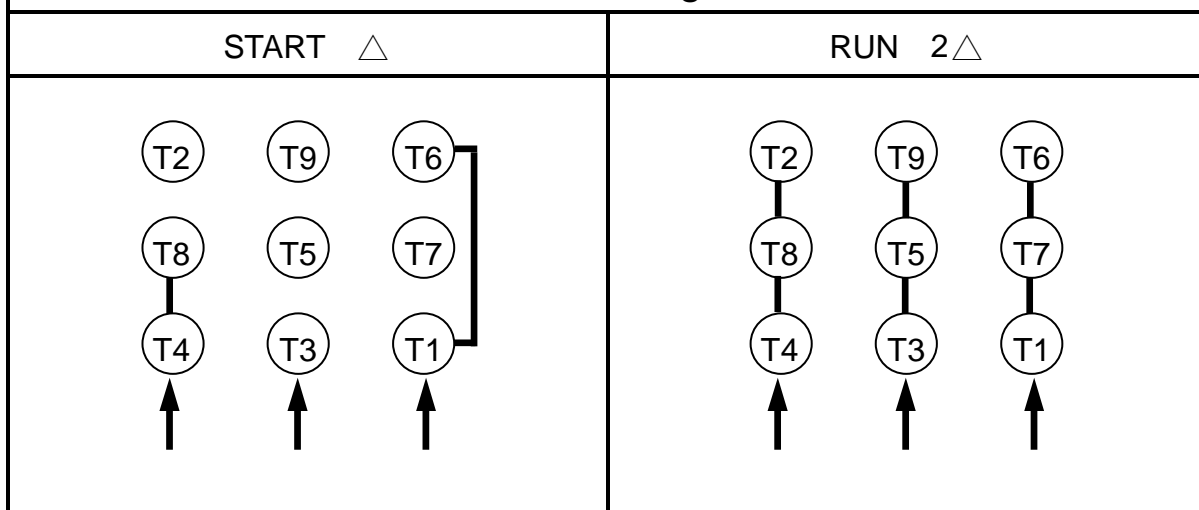 START △
RUN 2△
T2 T9 T6
T8 T5 T7
T4 T3 T1
T2 T9 T6
T8 T5 T7
T4 T3 T1